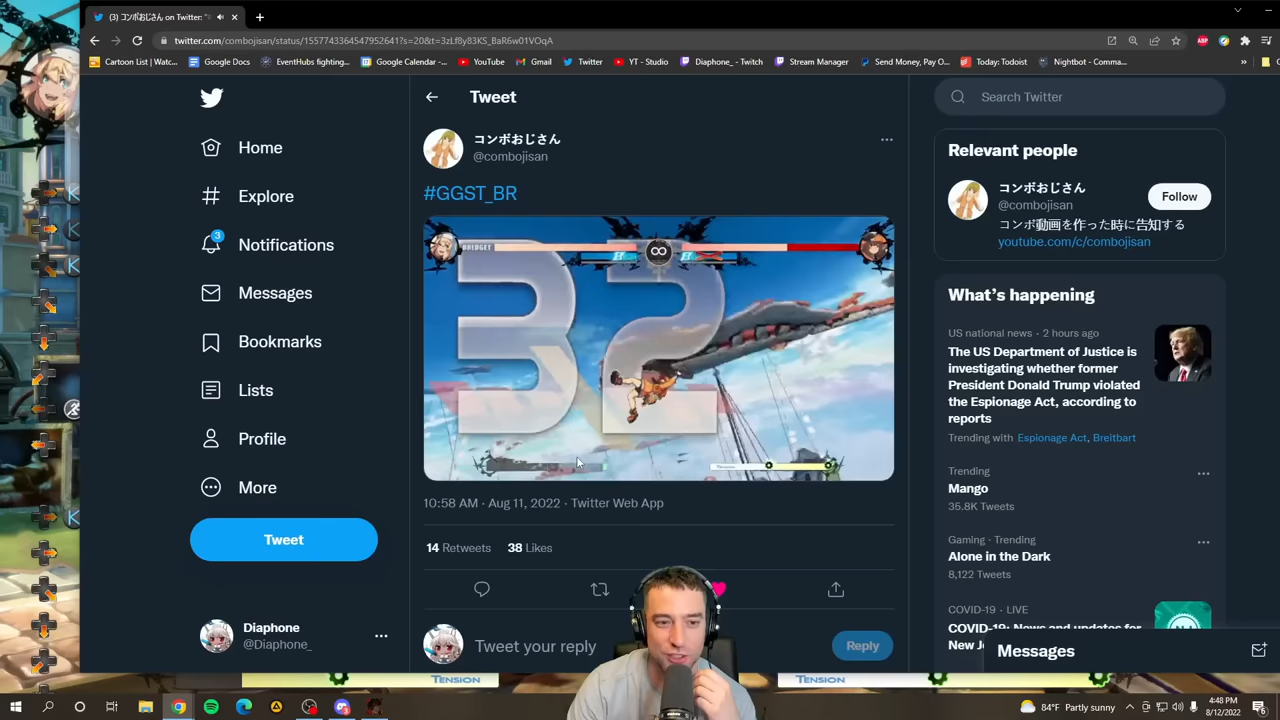 (3) コンボおじさん on Twitter: "
twitter.com/combojisan/status/1557743364547952641?s=20&t=3zLf8y83KS_BaR6w01VOqA
Cartoon List | Watc...
Google Docs
EventHubs fighting...
Google Calendar -...
YouTube
Gmail
Twitter
YT - Studio
Diaphone_ - Twitch
Stream Manager
Send Money, Pay O...
Today: Todoist
Nightbot - Comma...
ABP
Home
Explore
3
Notifications
Messages
Bookmarks
Lists
Profile
More
Tweet
Diaphone
@Diaphone_
Tweet
コンボおじさん
@combojisan
#GGST_BR
BRIDGET
32
TENSION
10:58 AM · Aug 11, 2022 · Twitter Web App
14 Retweets 38 Likes
Tweet your reply
Reply
Search Twitter
Relevant people
コンボおじさん
@combojisan
Follow
コンボ動画を作った時に告知する
youtube.com/c/combojisan
What's happening
US national news · 2 hours ago
The US Department of Justice is
investigating whether former
President Donald Trump violated
the Espionage Act, according to
reports
Trending with Espionage Act, Breitbart
Trending
Mango
35.8K Tweets
Gaming · Trending
Alone in the Dark
8,122 Tweets
COVID-19 · LIVE
COVID-19: News and updates for
New J
Messages
TENSION
TENSION
84°F Partly sunny
4:48 PM
8/12/2022